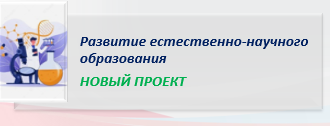 Развитие естественно-научного
образования
НОВЫЙ ПРОЕКТ